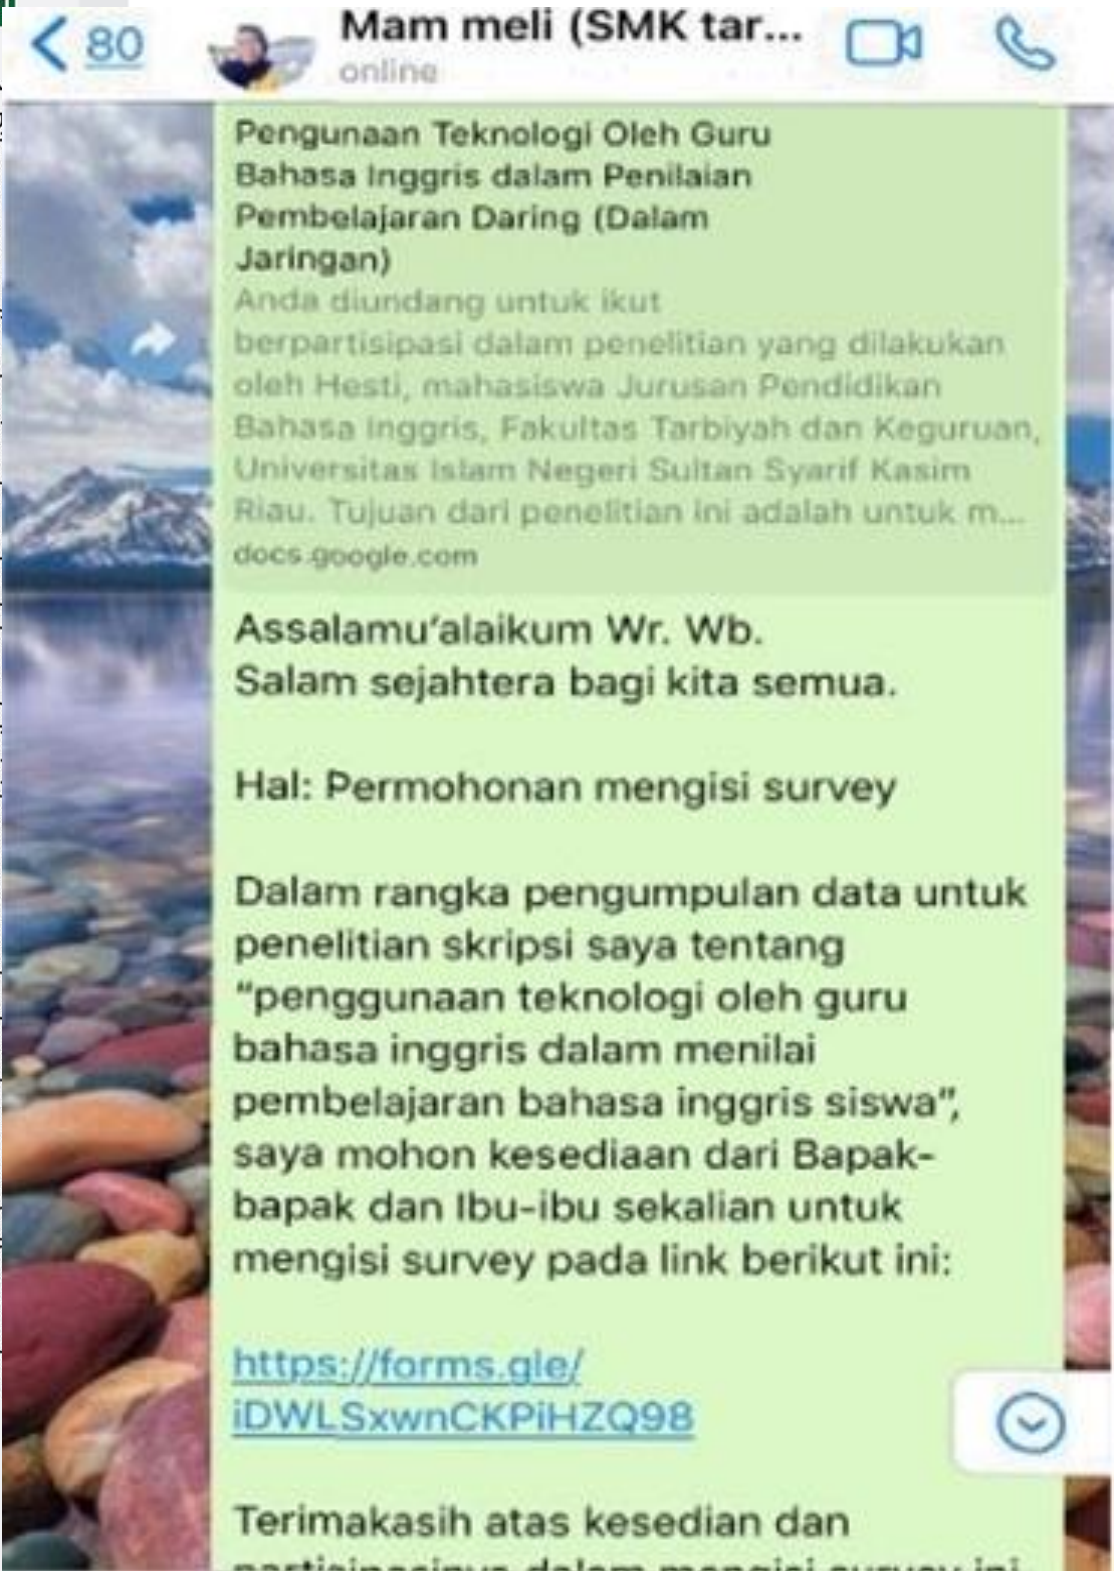 80
Mam meli (SMK tar...
online
Pengunaan Teknologi Oleh Guru
Bahasa Inggris dalam Penilaian
Pembelajaran Daring (Dalam
Jaringan)
Anda diundang untuk ikut
berpartisipasi dalam penelitian yang dilakukan
oleh Hesti, mahasiswa Jurusan Pendidikan
Bahasa Inggris, Fakultas Tarbiyah dan Keguruan,
Universitas Islam Negeri Sultan Syarif Kasim
Riau. Tujuan dari penelitian ini adalah untuk m...
docs.google.com
Assalamu'alaikum Wr. Wb.
Salam sejahtera bagi kita semua.
Hal: Permohonan mengisi survey
Dalam rangka pengumpulan data untuk
penelitian skripsi saya tentang
“penggunaan teknologi oleh guru
bahasa inggris dalam menilai
pembelajaran bahasa inggris siswa”,
saya mohon kesediaan dari Bapak-
bapak dan Ibu-ibu sekalian untuk
mengisi survey pada link berikut ini:
https://forms.gle/
iDWLSxwnCKPiHZQ98
Terimakasih atas kesedian dan
partisipasinya dalam mengisi survey ini